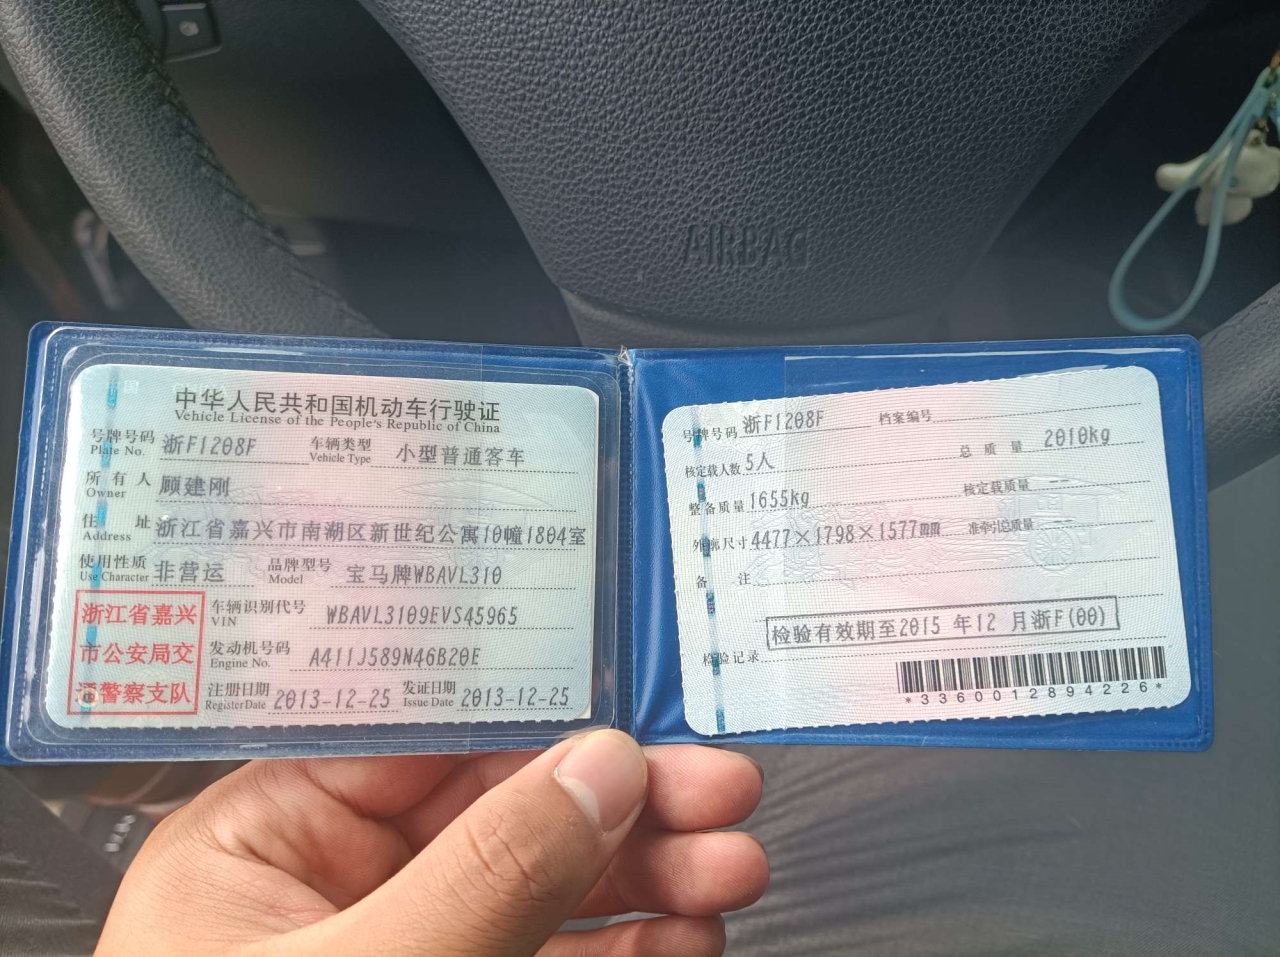 AIRBAG
中华人民共和国机动车行驶证
Vehicle License of the People's Republic of China
号牌号码 浙F1208F 车辆类型 小型普通客车
Plate No. Vehicle Type
所有人 顾建刚
Owner
住址 浙江省嘉兴市南湖区新世纪公寓10幢1804室
Address
使用性质 非营运 品牌型号 宝马牌WBAVL310
Use Character Model
浙江省嘉兴
市公安局交
通警察支队
车辆识别代号 WBAVL3109EVS45965
VIN
发动机号码 A411J589N46B20E
Engine No.
注册日期 2013-12-25 发证日期 2013-12-25
Register Date Issue Date
号牌号码 浙F1208F 档案编号
核定载人数 5人 总质量 2010kg
整备质量 1655kg 核定载质量 --
外廓尺寸 4477×1798×1577mm 准牵引总质量 --
备注
检验有效期至2015 年12 月浙F(00)
检验记录
*3360012894226*